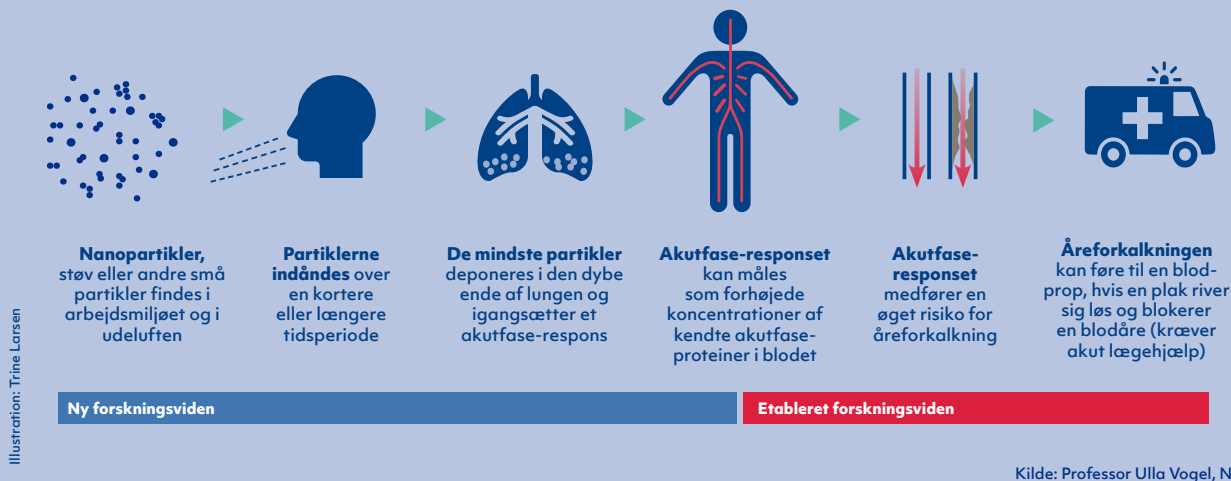 Nanopartikler,
støv eller andre små
partikler findes i
arbejdsmiljøet og i
udeluften
Partiklerne
indåndes over
en kortere
eller længere
tidsperiode
De mindste partikler
deponeres i den dybe
ende af lungen og
igangsætter et
akutfase-respons
Akutfase-responset
kan måles
som forhøjede
koncentrationer af
kendte akutfase-
proteiner i blodet
Akutfase-
responset
medfører en
øget risiko for
åreforkalkning
Åreforkalkningen
kan føre til en blod-
prop, hvis en plak river
sig løs og blokerer
en blodåre (kræver
akut lægehjælp)
Ny forskningsviden
Etableret forskningsviden
Illustration: Trine Larsen
Kilde: Professor Ulla Vogel, N